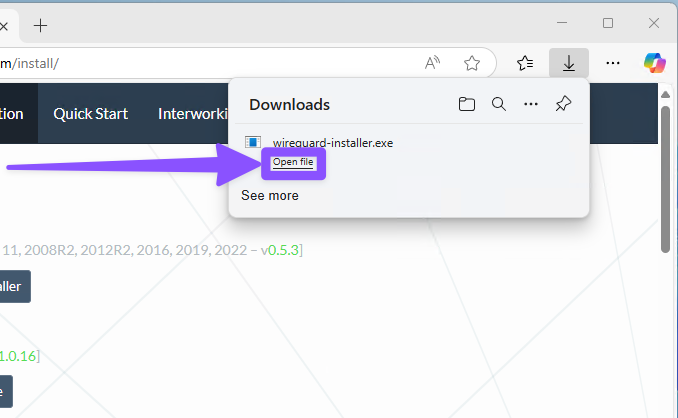 m/install/
Downloads
tion Quick Start Interworki
wireguard-installer.exe
Open file
See more
11, 2008R2, 2012R2, 2016, 2019, 2022 – v0.5.3]
aller
1.0.16]
e